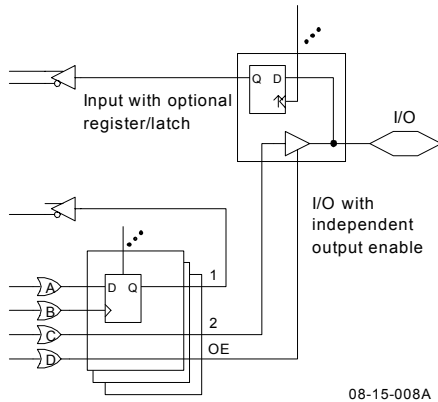 Q D
I/O
Input with optional
register/latch
I/O with
independent
output enable
A
B
C
D
D Q
1
2
OE
08-15-008A